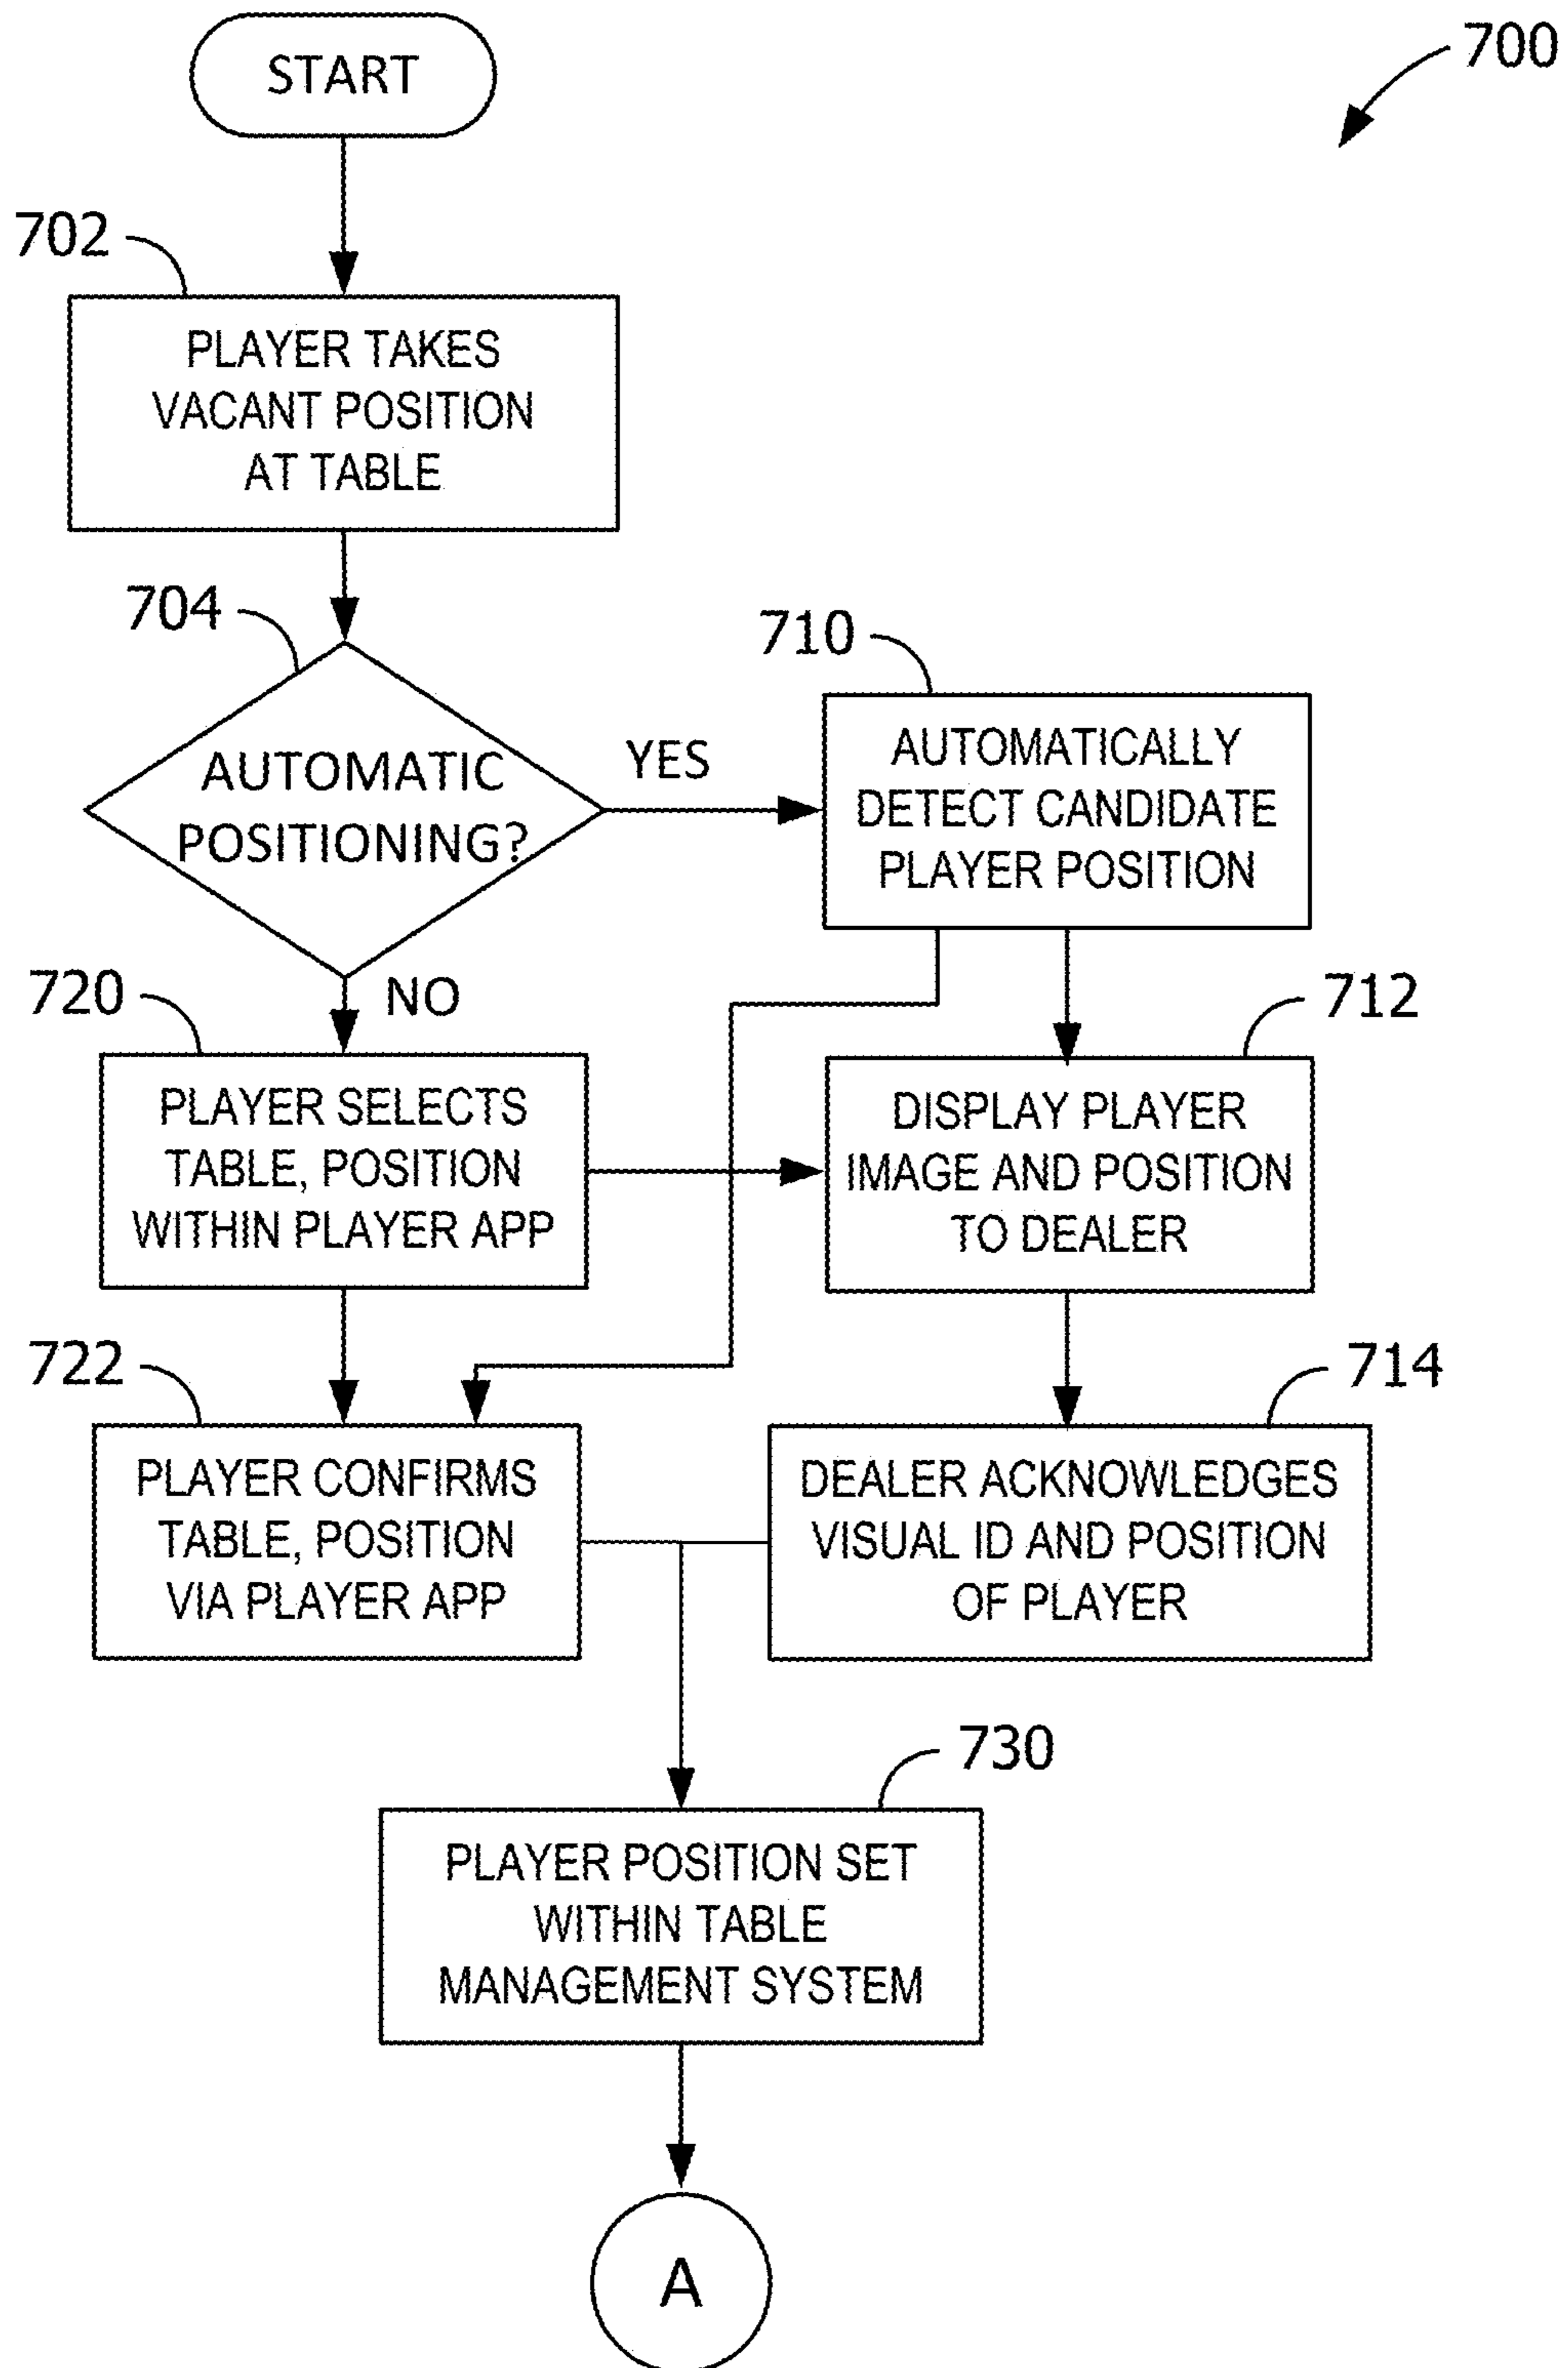 START
700
702
PLAYER TAKES
VACANT POSITION
AT TABLE
704
AUTOMATIC
POSITIONING?
YES
NO
710
AUTOMATICALLY
DETECT CANDIDATE
PLAYER POSITION
720
PLAYER SELECTS
TABLE, POSITION
WITHIN PLAYER APP
712
DISPLAY PLAYER
IMAGE AND POSITION
TO DEALER
722
PLAYER CONFIRMS
TABLE, POSITION
VIA PLAYER APP
714
DEALER ACKNOWLEDGES
VISUAL ID AND POSITION
OF PLAYER
730
PLAYER POSITION SET
WITHIN TABLE
MANAGEMENT SYSTEM
A